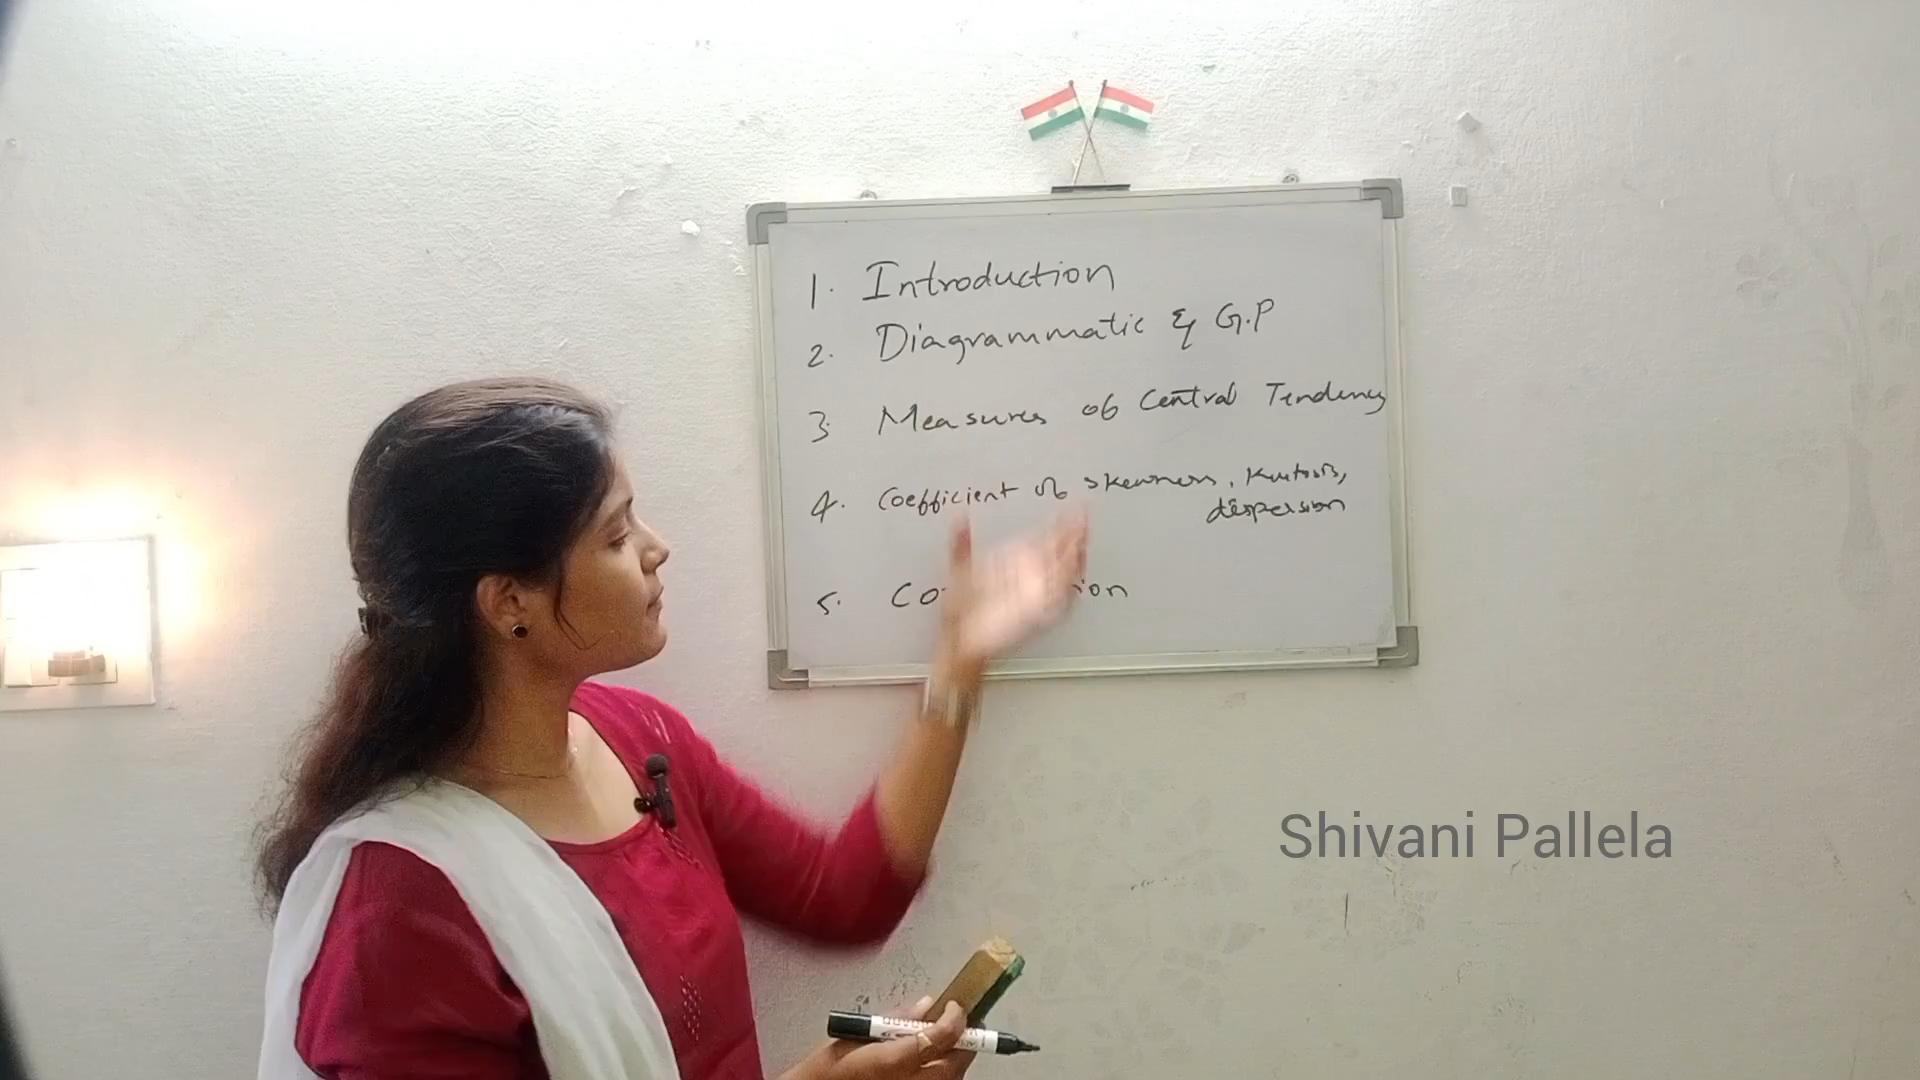 1. Introduction
2. Diagrammatic & G.P
3. Measures of Central Tendency
4. Coefficient of skewness, Kurtosis,
dispersion
5.
Shivani Pallela